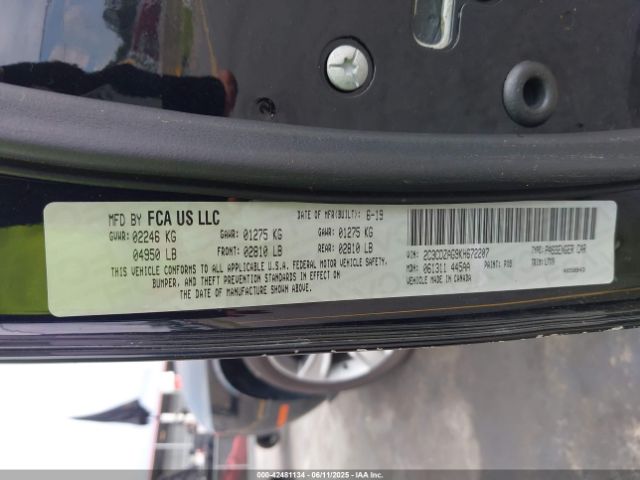 MFD BY FCA US LLC
DATE OF MFR(BUILT): 6-19
GVWR: 02246 KG
GAWR: 01275 KG
GAWR: 01275 KG
04950 LB
FRONT: 02810 LB
REAR: 02810 LB
THIS VEHICLE CONFORMS TO ALL APPLICABLE U.S.A. FEDERAL MOTOR VEHICLE SAFETY,
BUMPER, AND THEFT PREVENTION STANDARDS IN EFFECT ON
THE DATE OF MANUFACTURE SHOWN ABOVE.
VIN: 2C3CDZAG9KH672207
TYPE: PASSENGER CAR
MDH: 061311 445AA
PAINT: PX8
TRIM:
VEHICLE MADE IN CANADA
000-42481134 | 06/11/2025 - IAA